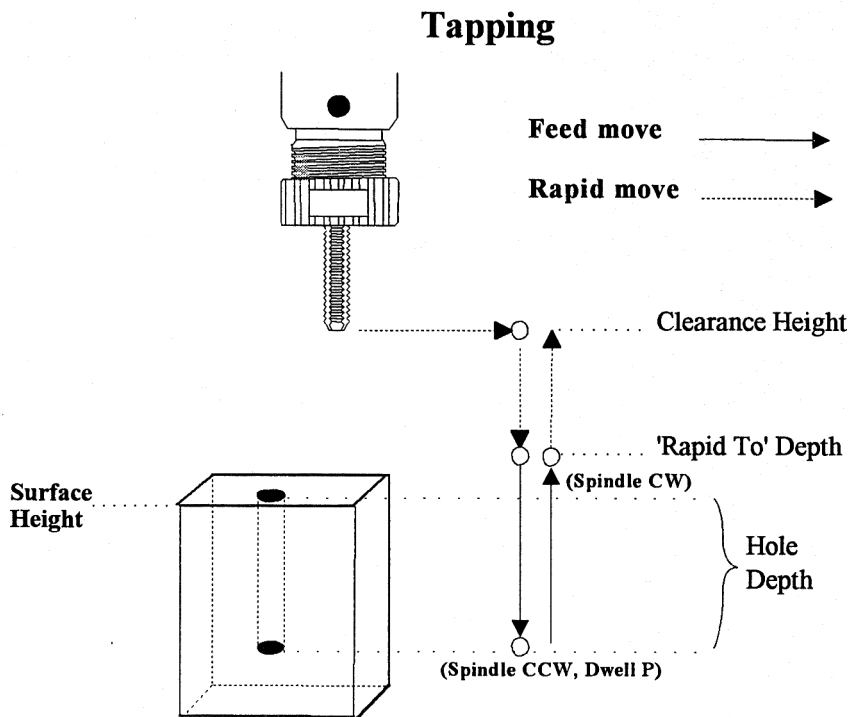 Tapping
Feed move
Rapid move
Clearance Height
'Rapid To' Depth
(Spindle CW)
Surface
Height
Hole
Depth
(Spindle CCW, Dwell P)